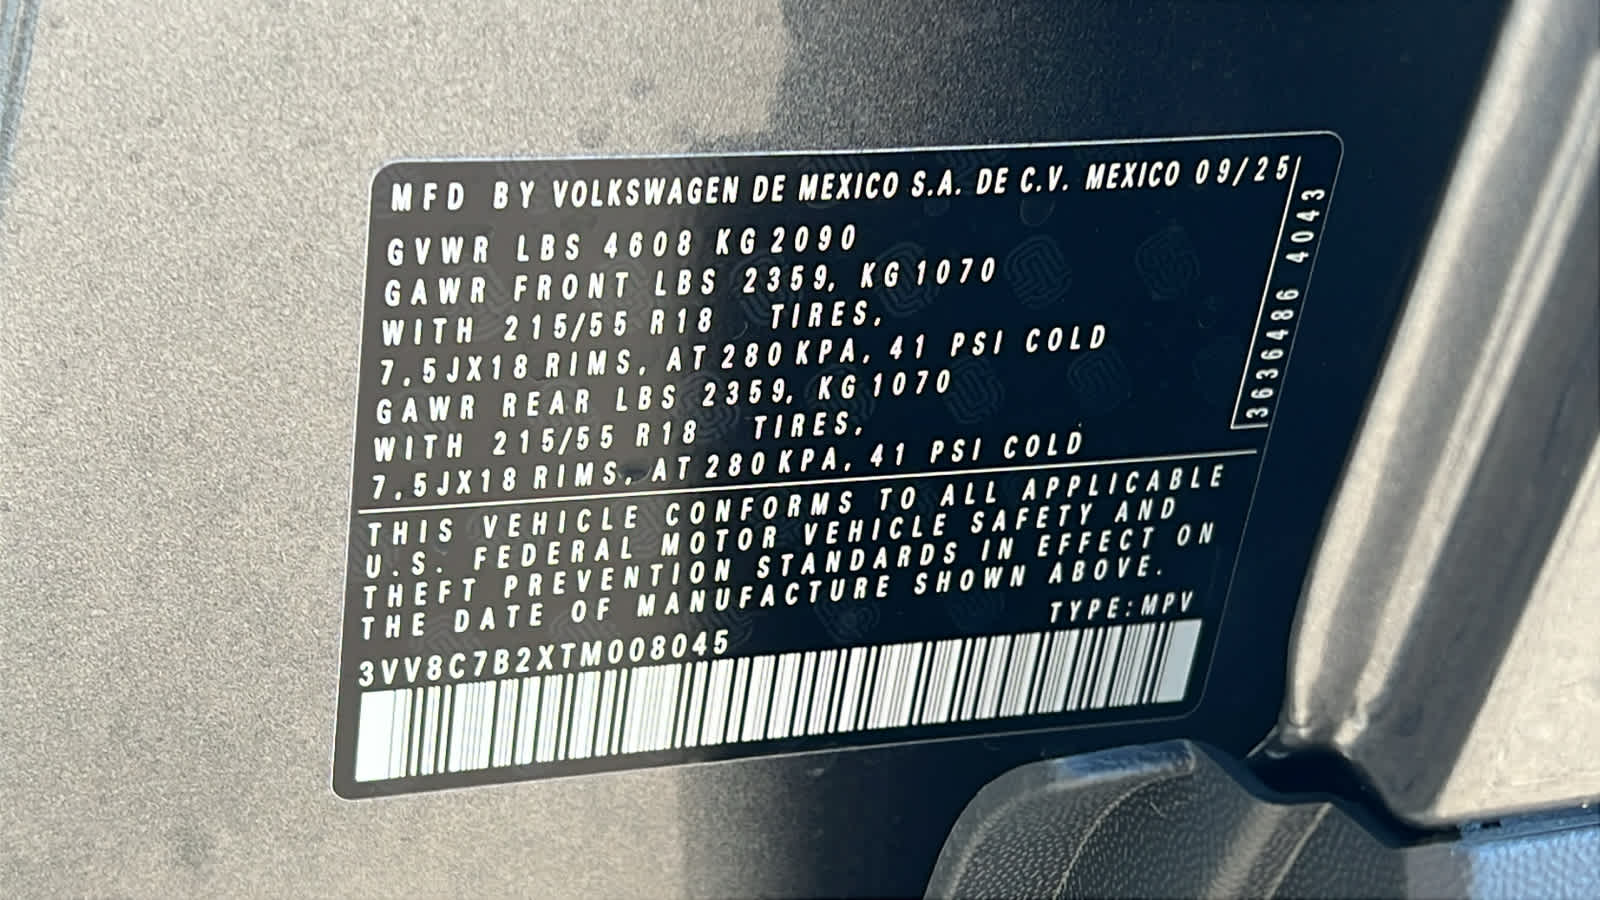 MFD BY VOLKSWAGEN DE MEXICO S.A. DE C.V. MEXICO 09/25
GVWR LBS 4608 KG 2090
GAWR FRONT LBS 2359, KG 1070
WITH 215/55 R18 TIRES,
7.5JX18 RIMS, AT 280 KPA, 41 PSI COLD
GAWR REAR LBS 2359, KG 1070
WITH 215/55 R18 TIRES,
7.5JX18 RIMS, AT 280 KPA, 41 PSI COLD
3636486 4043
THIS VEHICLE CONFORMS TO ALL APPLICABLE
U.S. FEDERAL MOTOR VEHICLE SAFETY AND
THEFT PREVENTION STANDARDS IN EFFECT ON
THE DATE OF MANUFACTURE SHOWN ABOVE.
TYPE:MPV
3VV8C7B2XTM008045